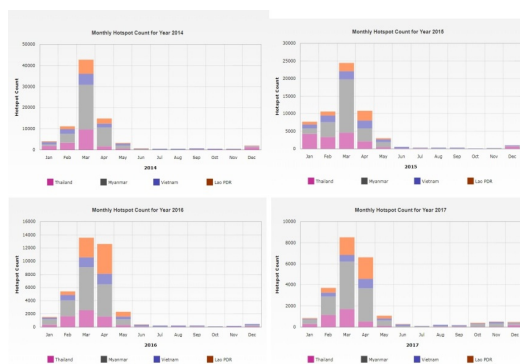 Monthly Hotspot Count for Year 2014
Hotspot Count
50000
40000
30000
20000
10000
0
Jan Feb Mar Apr May Jun Jul Aug Sep Oct Nov Dec
2014
Thailand Myanmar Vietnam Lao PDR
Monthly Hotspot Count for Year 2015
Hotspot Count
30000
25000
20000
15000
10000
5000
0
Jan Feb Mar Apr May Jun Jul Aug Sep Oct Nov Dec
2015
Thailand Myanmar Vietnam Lao PDR
Monthly Hotspot Count for Year 2016
Hotspot Count
16000
14000
12000
10000
8000
6000
4000
2000
0
Jan Feb Mar Apr May Jun Jul Aug Sep Oct Nov Dec
2016
Thailand Myanmar Vietnam Lao PDR
Monthly Hotspot Count for Year 2017
Hotspot Count
10000
8000
6000
4000
2000
0
Jan Feb Mar Apr May Jun Jul Aug Sep Oct Nov Dec
2017
Thailand Myanmar Vietnam Lao PDR